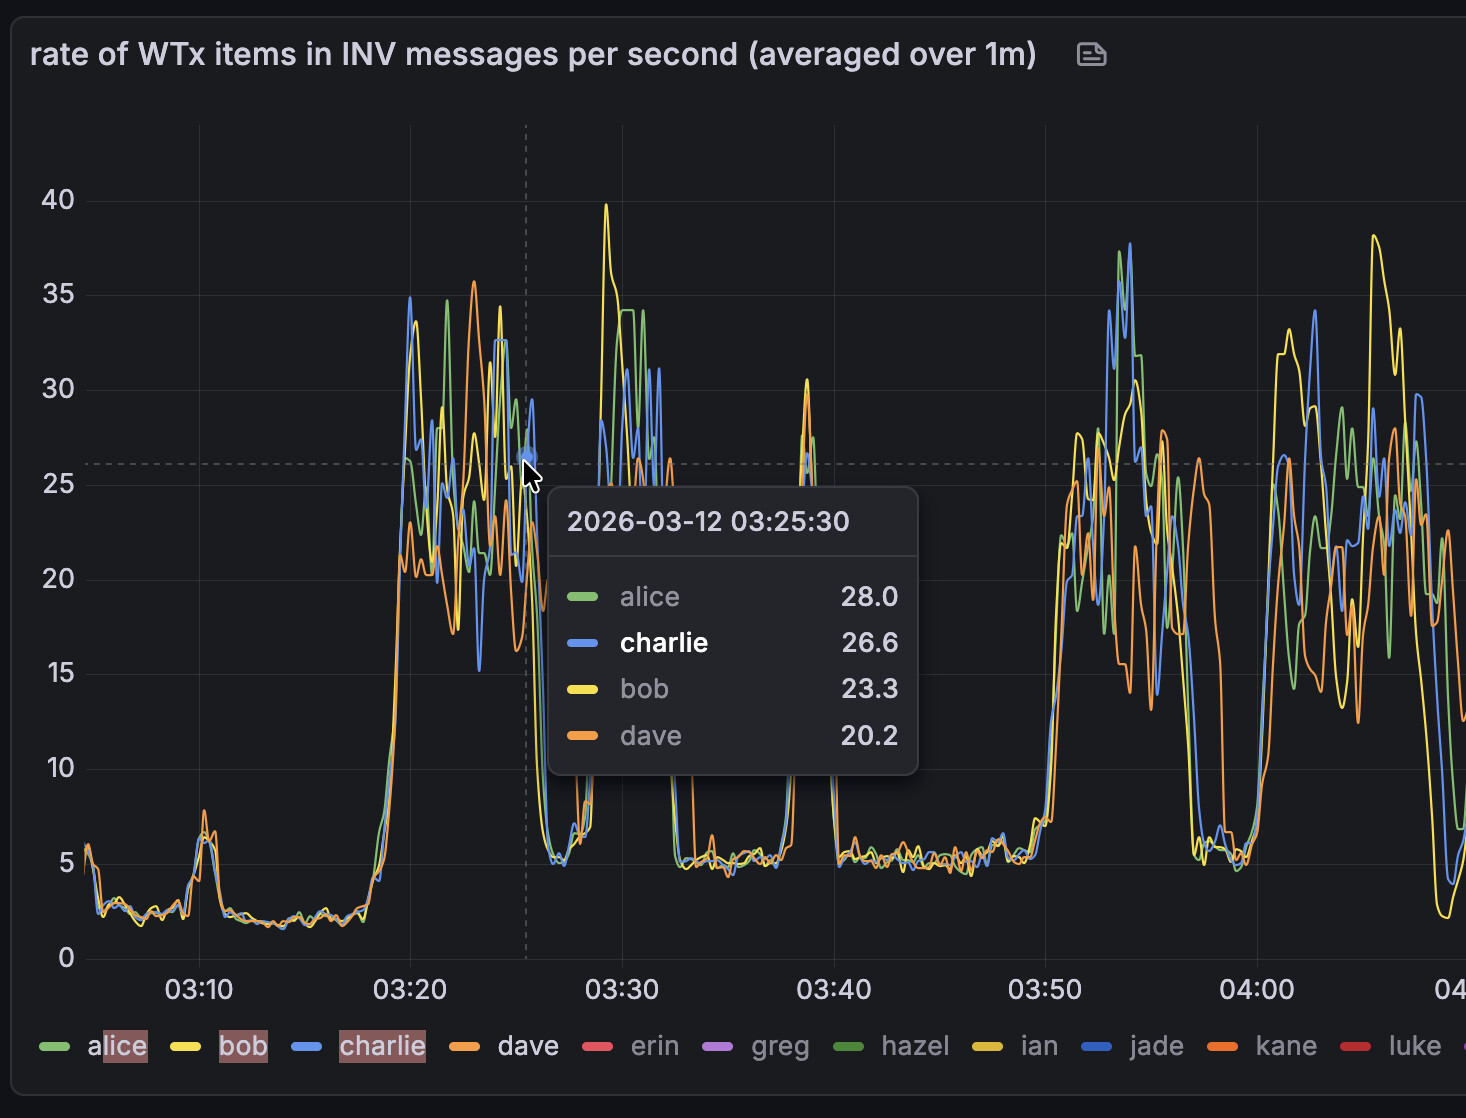 rate of WTx items in INV messages per second (averaged over 1m)
40
35
30
25
20
15
10
5
0
2026-03-12 03:25:30
alice 28.0
charlie 26.6
bob 23.3
dave 20.2
03:10 03:20 03:30 03:40 03:50 04:00 04
alice bob charlie dave erin greg hazel ian jade kane luke